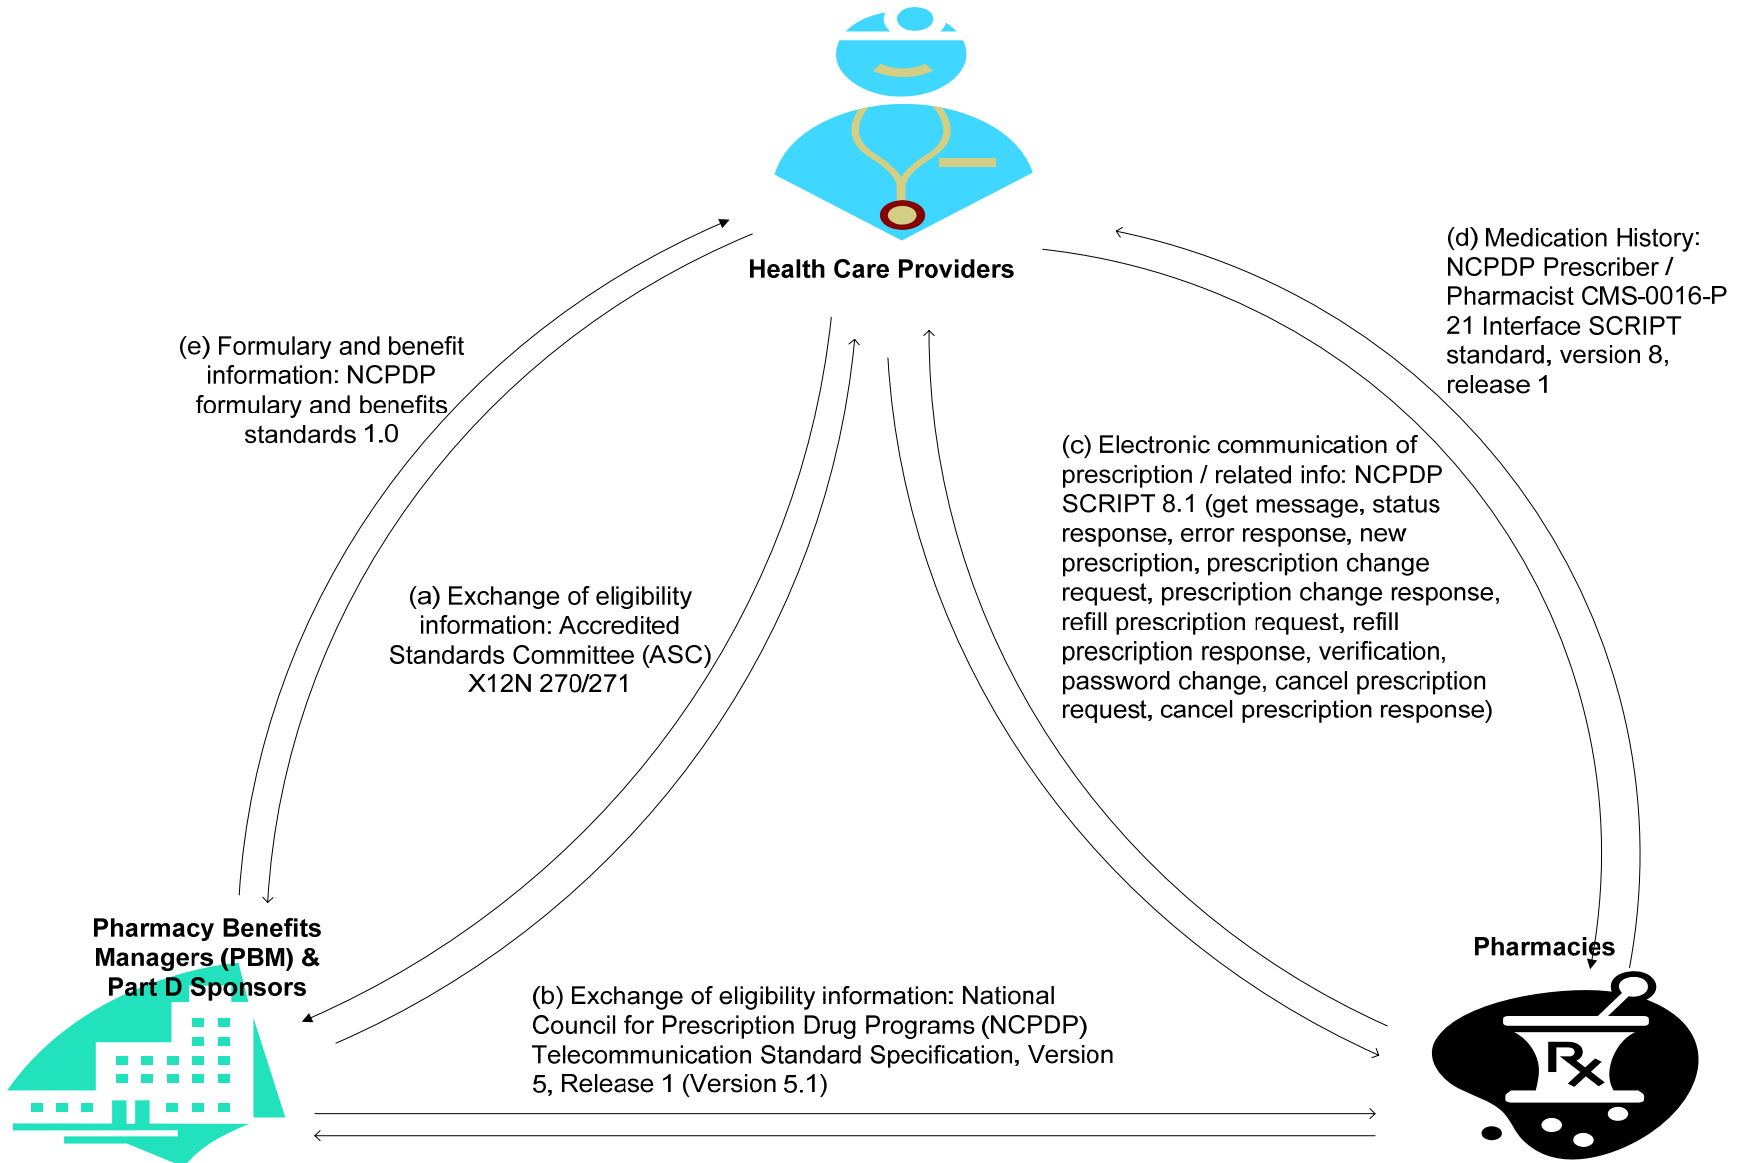 Health Care Providers
(d) Medication History:
NCPDP Prescriber /
Pharmacist CMS-0016-P
21 Interface SCRIPT
standard, version 8,
release 1
(e) Formulary and benefit
information: NCPDP
formulary and benefits
standards 1.0
(c) Electronic communication of
prescription / related info: NCPDP
SCRIPT 8.1 (get message, status
response, error response, new
prescription, prescription change
request, prescription change response,
refill prescription request, refill
prescription response, verification,
password change, cancel prescription
request, cancel prescription response)
(a) Exchange of eligibility
information: Accredited
Standards Committee (ASC)
X12N 270/271
Pharmacy Benefits
Managers (PBM) &
Part D Sponsors
Pharmacies
(b) Exchange of eligibility information: National
Council for Prescription Drug Programs (NCPDP)
Telecommunication Standard Specification, Version
5, Release 1 (Version 5.1)
Rx